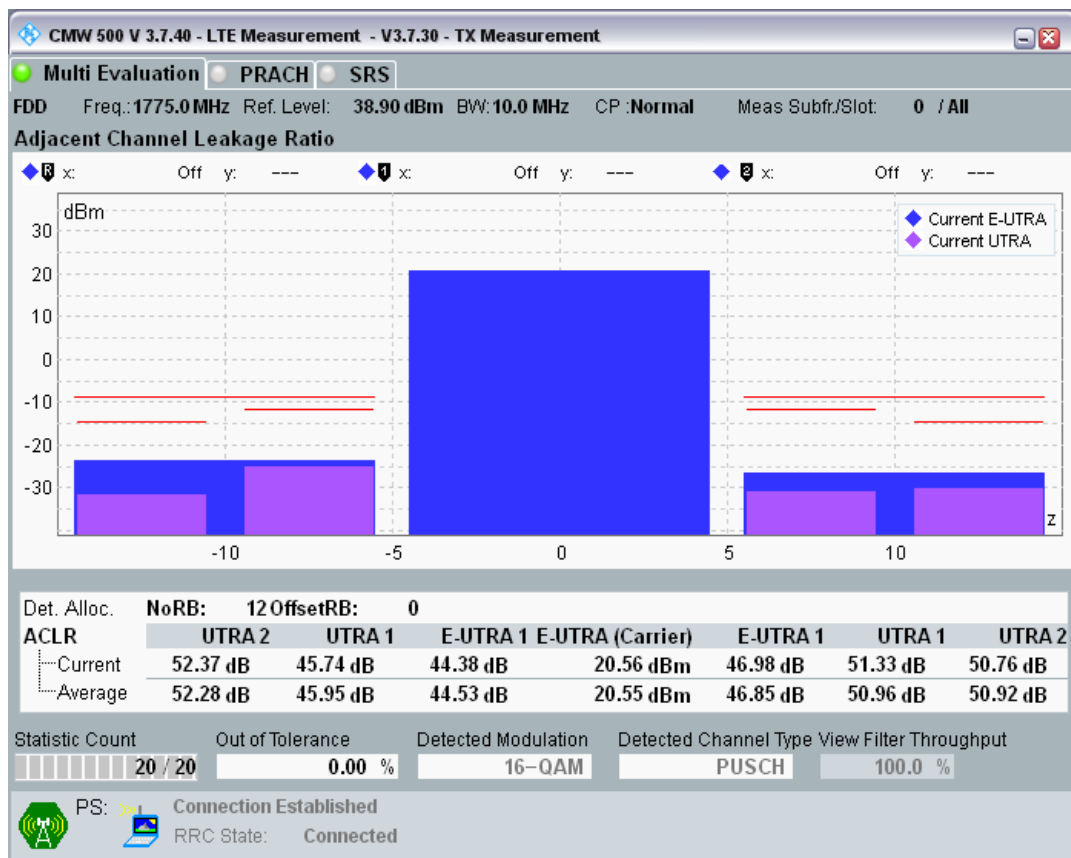 CMW 500 V 3.7.40 - LTE Measurement - V3.7.30 - TX Measurement
Multi Evaluation PRACH SRS
FDD Freq.: 1775.0 MHz Ref. Level: 38.90 dBm BW: 10.0 MHz CP :Normal Meas Subfr./Slot: 0 / All
Adjacent Channel Leakage Ratio
R x: Off y: --- 1 x: Off y: --- 2 x: Off y: ---
dBm
Current E-UTRA
Current UTRA
30
20
10
0
-10
-20
-30
z
-10 -5 0 5 10
Det. Alloc. NoRB: 12 OffsetRB: 0
ACLR UTRA 2 UTRA 1 E-UTRA 1 E-UTRA (Carrier) E-UTRA 1 UTRA 1 UTRA 2
Current 52.37 dB 45.74 dB 44.38 dB 20.56 dBm 46.98 dB 51.33 dB 50.76 dB
Average 52.28 dB 45.95 dB 44.53 dB 20.55 dBm 46.85 dB 50.96 dB 50.92 dB
Statistic Count Out of Tolerance Detected Modulation Detected Channel Type View Filter Throughput
20 / 20 0.00 % 16-QAM PUSCH 100.0 %
PS: Connection Established
RRC State: Connected